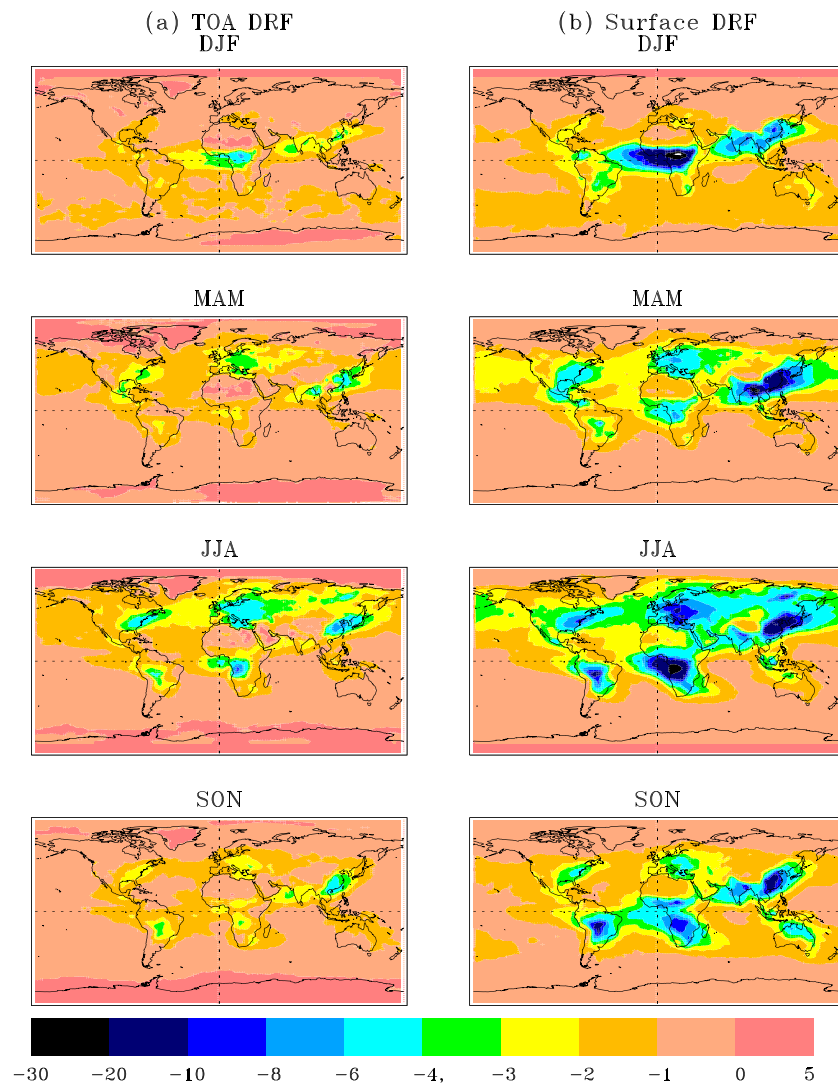 (a) TOA DRF
DJF
(b) Surface DRF
DJF
MAM
MAM
JJA
JJA
SON
SON
-30 -20 -10 -8 -6 -4, -3 -2 -1 0 5